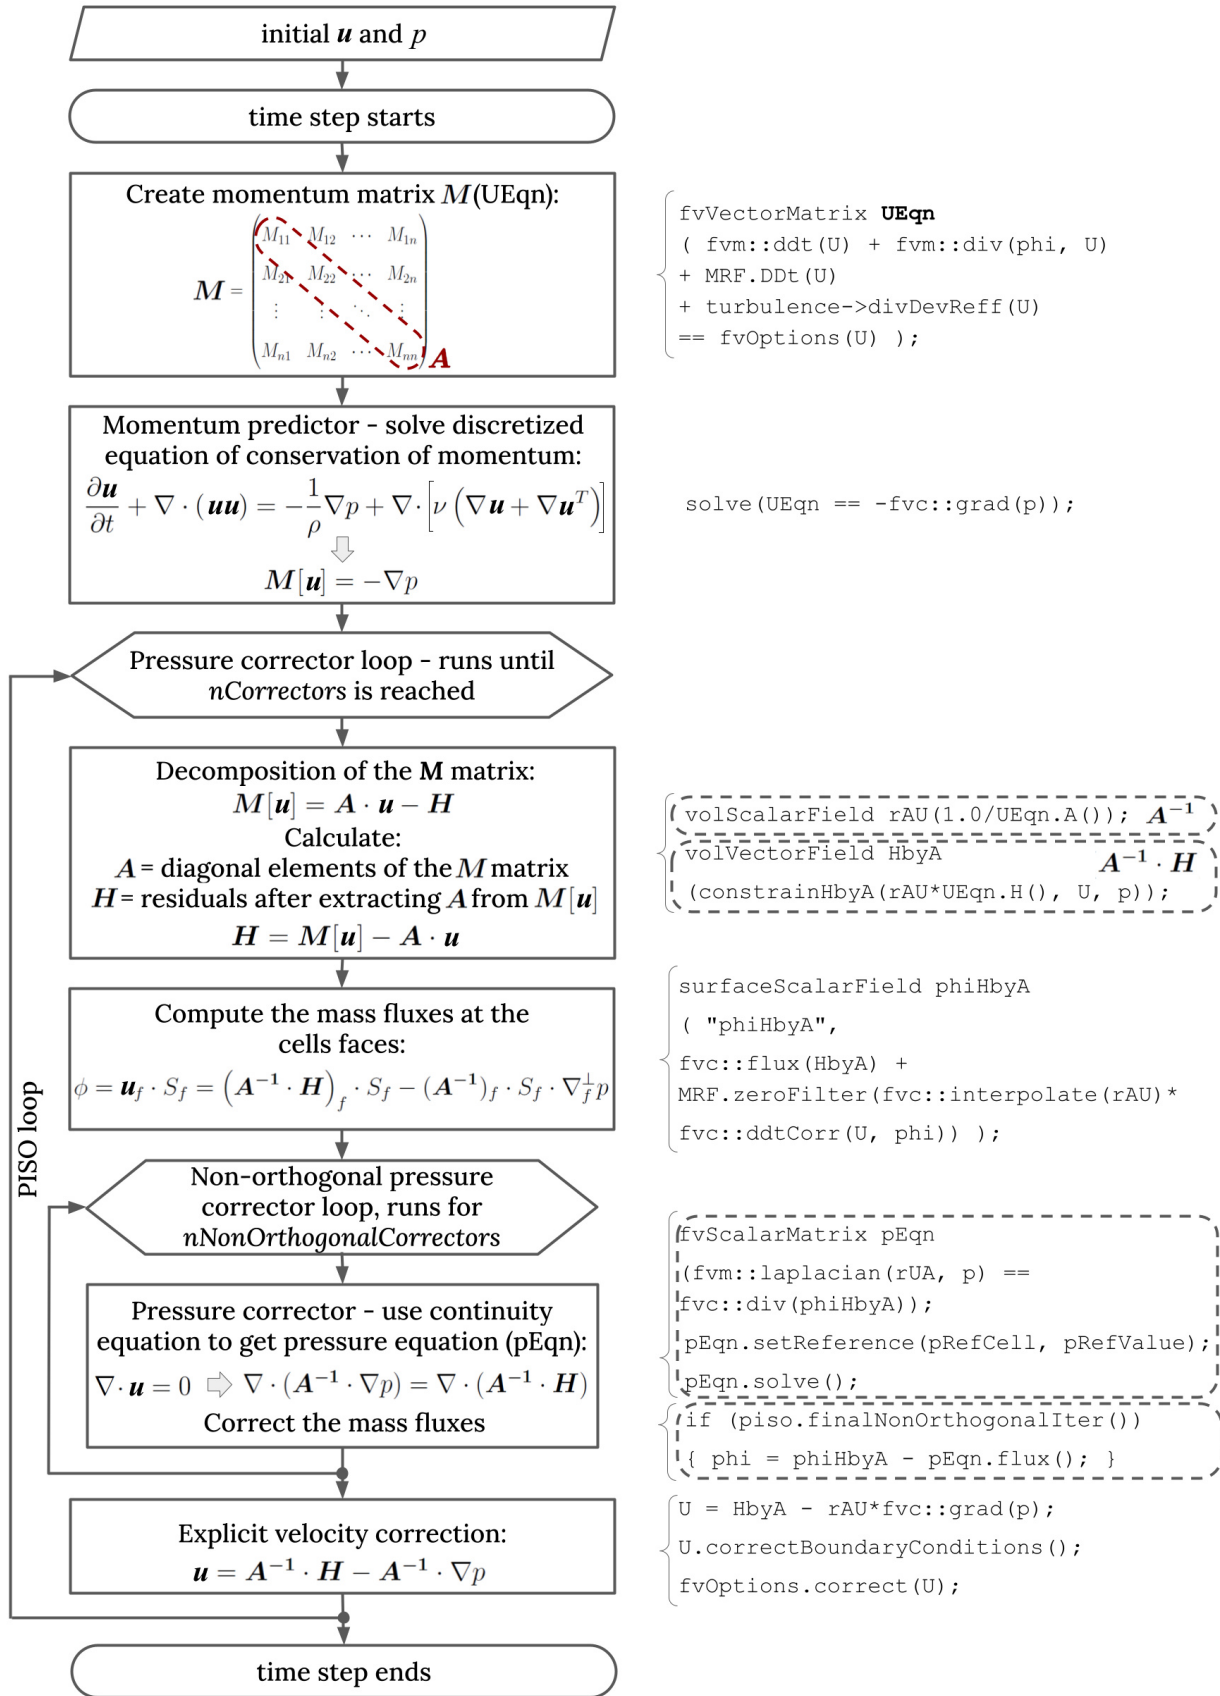 initial u and p
time step starts
Create momentum matrix M(UEqn):
M = ( M₁₁ M₁₂ ⋯ M₁ₙ
M₂₁ M₂₂ ⋯ M₂ₙ
⋮ ⋮ ⋱ ⋮
Mₙ₁ Mₙ₂ ⋯ Mₙₙ ) A
fvVectorMatrix UEqn
( fvm::ddt(U) + fvm::div(phi, U)
+ MRF.DDt(U)
+ turbulence->divDevReff(U)
== fvOptions(U) );
Momentum predictor - solve discretized
equation of conservation of momentum:
∂u/∂t + ∇ · (uu) = −1/ρ ∇p + ∇ · [ν (∇u + ∇uᵀ)]
M[u] = −∇p
solve(UEqn == -fvc::grad(p));
Pressure corrector loop - runs until
nCorrectors is reached
Decomposition of the M matrix:
M[u] = A · u − H
Calculate:
A = diagonal elements of the M matrix
H = residuals after extracting A from M[u]
H = M[u] − A · u
volScalarField rAU(1.0/UEqn.A()); A⁻¹
volVectorField HbyA A⁻¹ · H
(constrainHbyA(rAU*UEqn.H(), U, p));
Compute the mass fluxes at the
cells faces:
ϕ = u_f · S_f = (A⁻¹ · H)_f · S_f − (A⁻¹)_f · S_f · ∇_f^⊥ p
surfaceScalarField phiHbyA
( "phiHbyA",
fvc::flux(HbyA) +
MRF.zeroFilter(fvc::interpolate(rAU)*
fvc::ddtCorr(U, phi)) );
PISO loop
Non-orthogonal pressure
corrector loop, runs for
nNonOrthogonalCorrectors
Pressure corrector - use continuity
equation to get pressure equation (pEqn):
∇ · u = 0 ⇨ ∇ · (A⁻¹ · ∇p) = ∇ · (A⁻¹ · H)
Correct the mass fluxes
fvScalarMatrix pEqn
(fvm::laplacian(rUA, p) ==
fvc::div(phiHbyA));
pEqn.setReference(pRefCell, pRefValue);
pEqn.solve();
if (piso.finalNonOrthogonalIter())
{ phi = phiHbyA - pEqn.flux(); }
Explicit velocity correction:
u = A⁻¹ · H − A⁻¹ · ∇p
U = HbyA - rAU*fvc::grad(p);
U.correctBoundaryConditions();
fvOptions.correct(U);
time step ends